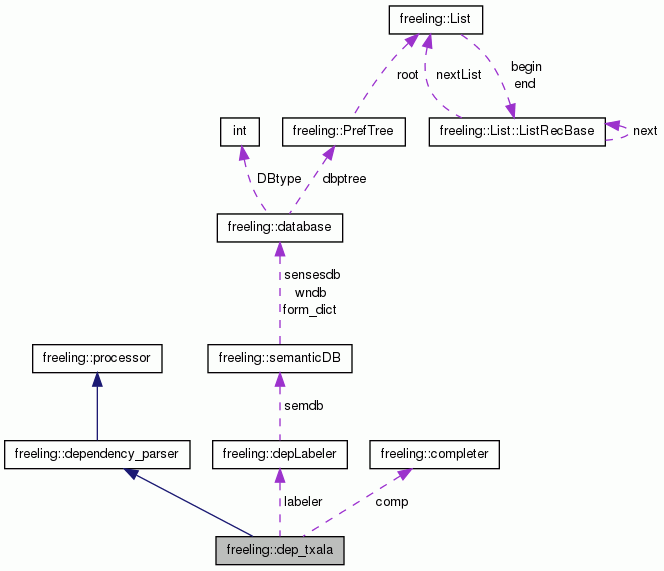 freeling::List
begin
end
root
nextList
int
freeling::PrefTree
freeling::List::ListRecBase
next
DBtype
dbptree
freeling::database
sensesdb
wndb
form_dict
freeling::processor
freeling::semanticDB
semdb
freeling::dependency_parser
freeling::depLabeler
freeling::completer
labeler
comp
freeling::dep_txala